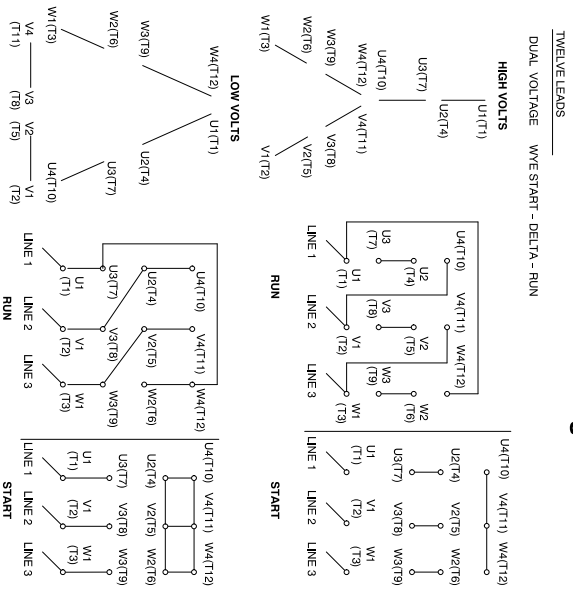 TWELVE LEADS
DUAL VOLTAGE WYE START – DELTA – RUN
HIGH VOLTS
U1(T1)
U2(T4)
U3(T7)
U4(T10)
W4(T12)
W3(T9)
W2(T6)
W1(T3)
V4(T11)
V3(T8)
V2(T5)
V1(T2)
U4(T10) V4(T11) W4(T12)
U2 (T4) V2 (T5) W2 (T6)
U3 (T7) V3 (T8) W3 (T9)
U1 (T1) V1 (T2) W1 (T3)
LINE 1 LINE 2 LINE 3
RUN
U4(T10) V4(T11) W4(T12)
U2(T4) V2(T5) W2(T6)
U3(T7) V3(T8) W3(T9)
U1 (T1) V1 (T2) W1 (T3)
LINE 1 LINE 2 LINE 3
START
LOW VOLTS
W4(T12)
U1(T1)
W3(T9)
U2(T4)
W2(T6)
U3(T7)
W1(T3)
U4(T10)
V4 (T11)
V3 (T8)
V2 (T5)
V1 (T2)
U4(T10) V4(T11) W4(T12)
U2(T4) V2(T5) W2(T6)
U3(T7) V3(T8) W3(T9)
U1 (T1) V1 (T2) W1 (T3)
LINE 1 LINE 2 LINE 3
RUN
U4(T10) V4(T11) W4(T12)
U2(T4) V2(T5) W2(T6)
U3(T7) V3(T8) W3(T9)
U1 (T1) V1 (T2) W1 (T3)
LINE 1 LINE 2 LINE 3
START